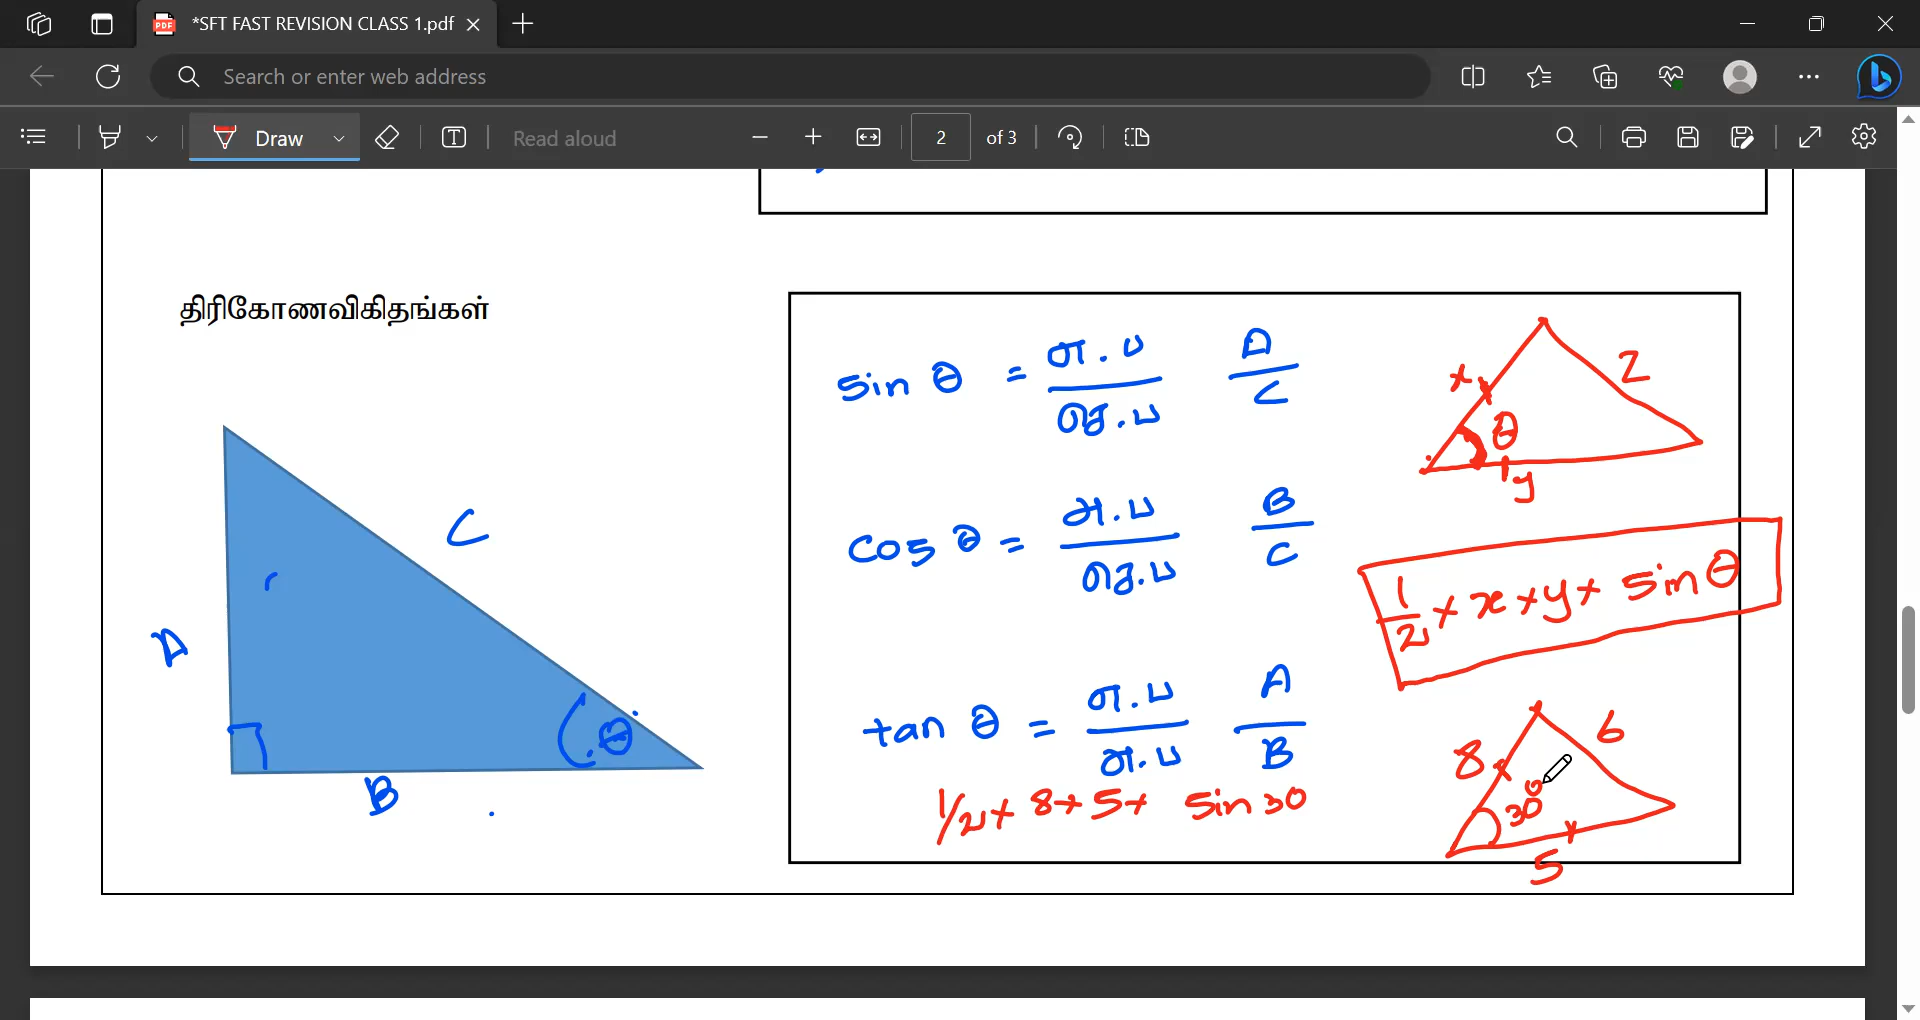 *SFT FAST REVISION CLASS 1.pdf
Search or enter web address
Draw
Read aloud
2 of 3
திரிகோணவிகிதங்கள்
A
B
C
θ
sin θ = எ.ப / செ.ப A/C
cos θ = அ.ப / செ.ப B/C
tan θ = எ.ப / அ.ப A/B
1/2 × 8 × 5 × sin 30
x
z
θ
y
1/2 × x × y × sin θ
8
6
30°
5